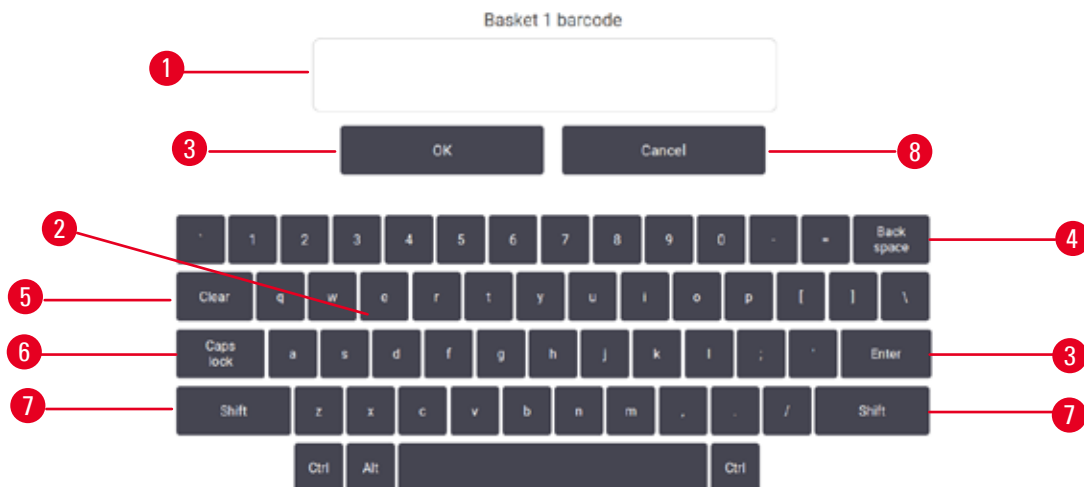 Basket 1 barcode
1
3 OK Cancel 8
2
` 1 2 3 4 5 6 7 8 9 0 - = Back space 4
5 Clear q w e r t y u i o p [ ] \
6 Caps lock a s d f g h j k l ; ' Enter 3
7 Shift z x c v b n m , . / Shift 7
Ctrl Alt Ctrl